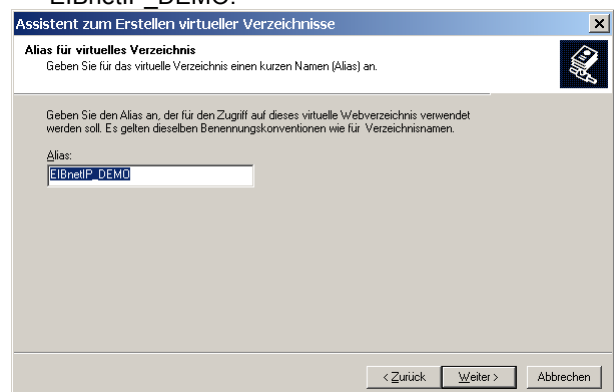 EIBnetIP_DEMO.
Assistent zum Erstellen virtueller Verzeichnisse
Alias für virtuelles Verzeichnis
Geben Sie für das virtuelle Verzeichnis einen kurzen Namen (Alias) an.
Geben Sie den Alias an, der für den Zugriff auf dieses virtuelle Webverzeichnis verwendet
werden soll. Es gelten dieselben Benennungskonventionen wie für Verzeichnisnamen.
Alias:
EIBnetIP_DEMO
< Zurück Weiter > Abbrechen